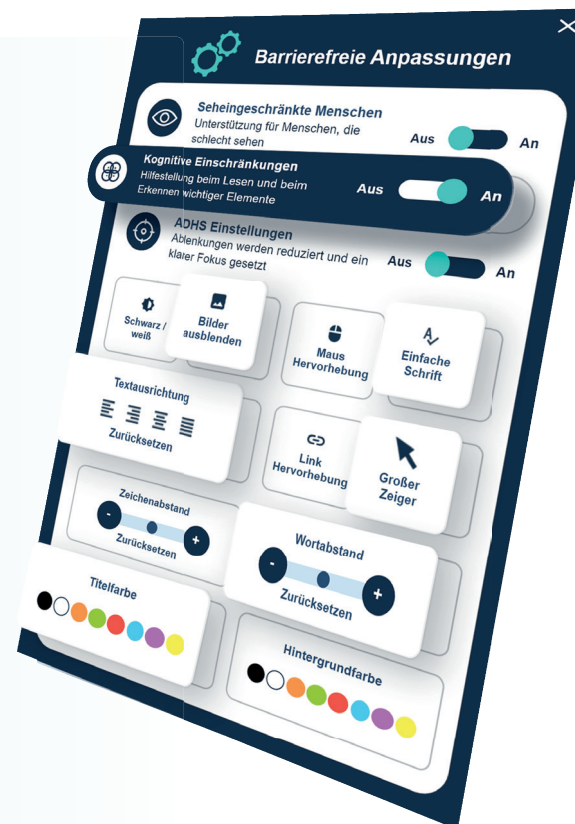 Barrierefreie Anpassungen
Seheingeschränkte Menschen
Unterstützung für Menschen, die
schlecht sehen
Aus
An
Kognitive Einschränkungen
Hilfestellung beim Lesen und beim
Erkennen wichtiger Elemente
Aus
An
ADHS Einstellungen
Ablenkungen werden reduziert und ein
klarer Fokus gesetzt
Aus
An
Schwarz /
weiß
Bilder
ausblenden
Maus
Hervorhebung
A
Einfache
Schrift
Textausrichtung
Zurücksetzen
Link
Hervorhebung
Großer
Zeiger
Zeichenabstand
- +
Zurücksetzen
Wortabstand
- +
Zurücksetzen
Titelfarbe
Hintergrundfarbe